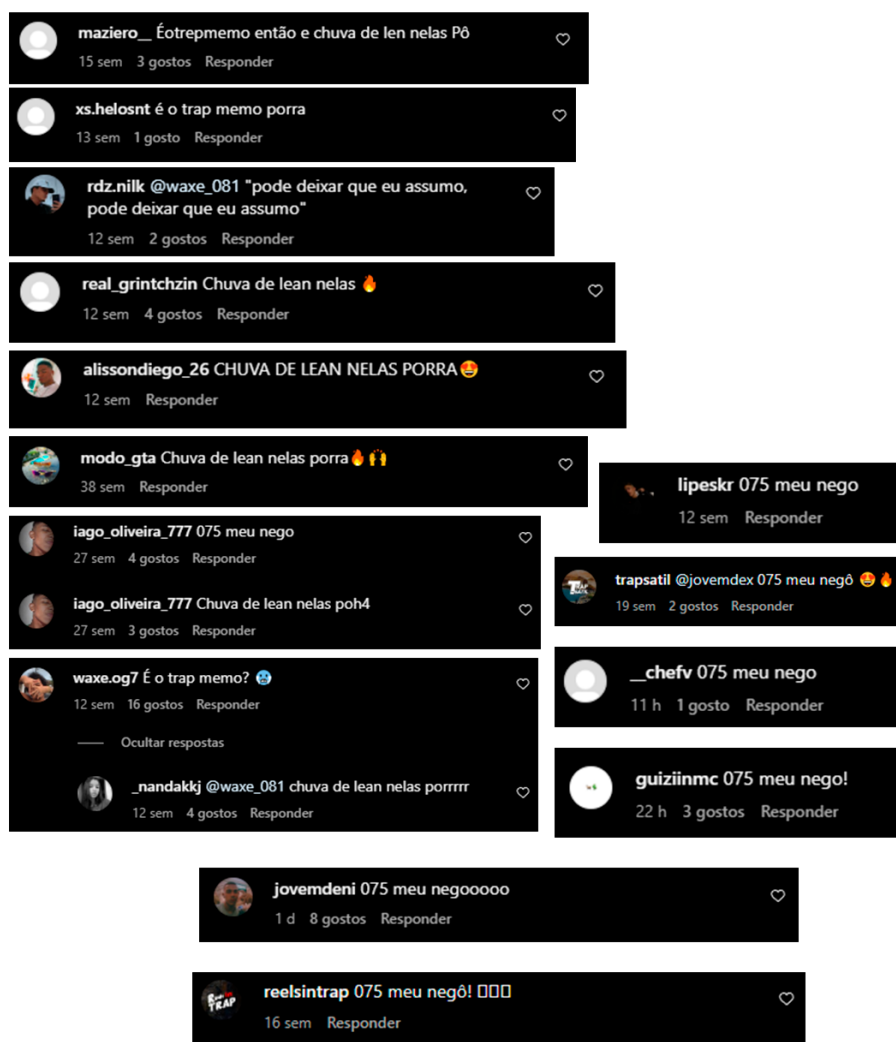 maziero__ Éotrepmemo então e chuva de len nelas Pô
15 sem 3 gostos Responder
xs.helosnt é o trap memo porra
13 sem 1 gosto Responder
rdz.nilk @waxe_081 "pode deixar que eu assumo,
pode deixar que eu assumo"
12 sem 2 gostos Responder
real_grintchzin Chuva de lean nelas 🔥
12 sem 4 gostos Responder
alissondiego_26 CHUVA DE LEAN NELAS PORRA🤩
12 sem Responder
modo_gta Chuva de lean nelas porra🔥🙌
38 sem Responder
iago_oliveira_777 075 meu nego
27 sem 4 gostos Responder
iago_oliveira_777 Chuva de lean nelas poh4
27 sem 3 gostos Responder
waxe.og7 É o trap memo? 🥶
12 sem 16 gostos Responder
Ocultar respostas
_nandakkj @waxe_081 chuva de lean nelas porrrrr
12 sem 4 gostos Responder
lipeskr 075 meu nego
12 sem Responder
trapsatil @jovemdex 075 meu negô 🤩🔥
19 sem 2 gostos Responder
__chefv 075 meu nego
11 h 1 gosto Responder
guiziinmc 075 meu nego!
22 h 3 gostos Responder
jovemdeni 075 meu negooooo
1 d 8 gostos Responder
TRAP
reelsintrap 075 meu negô! ▯▯▯
16 sem Responder